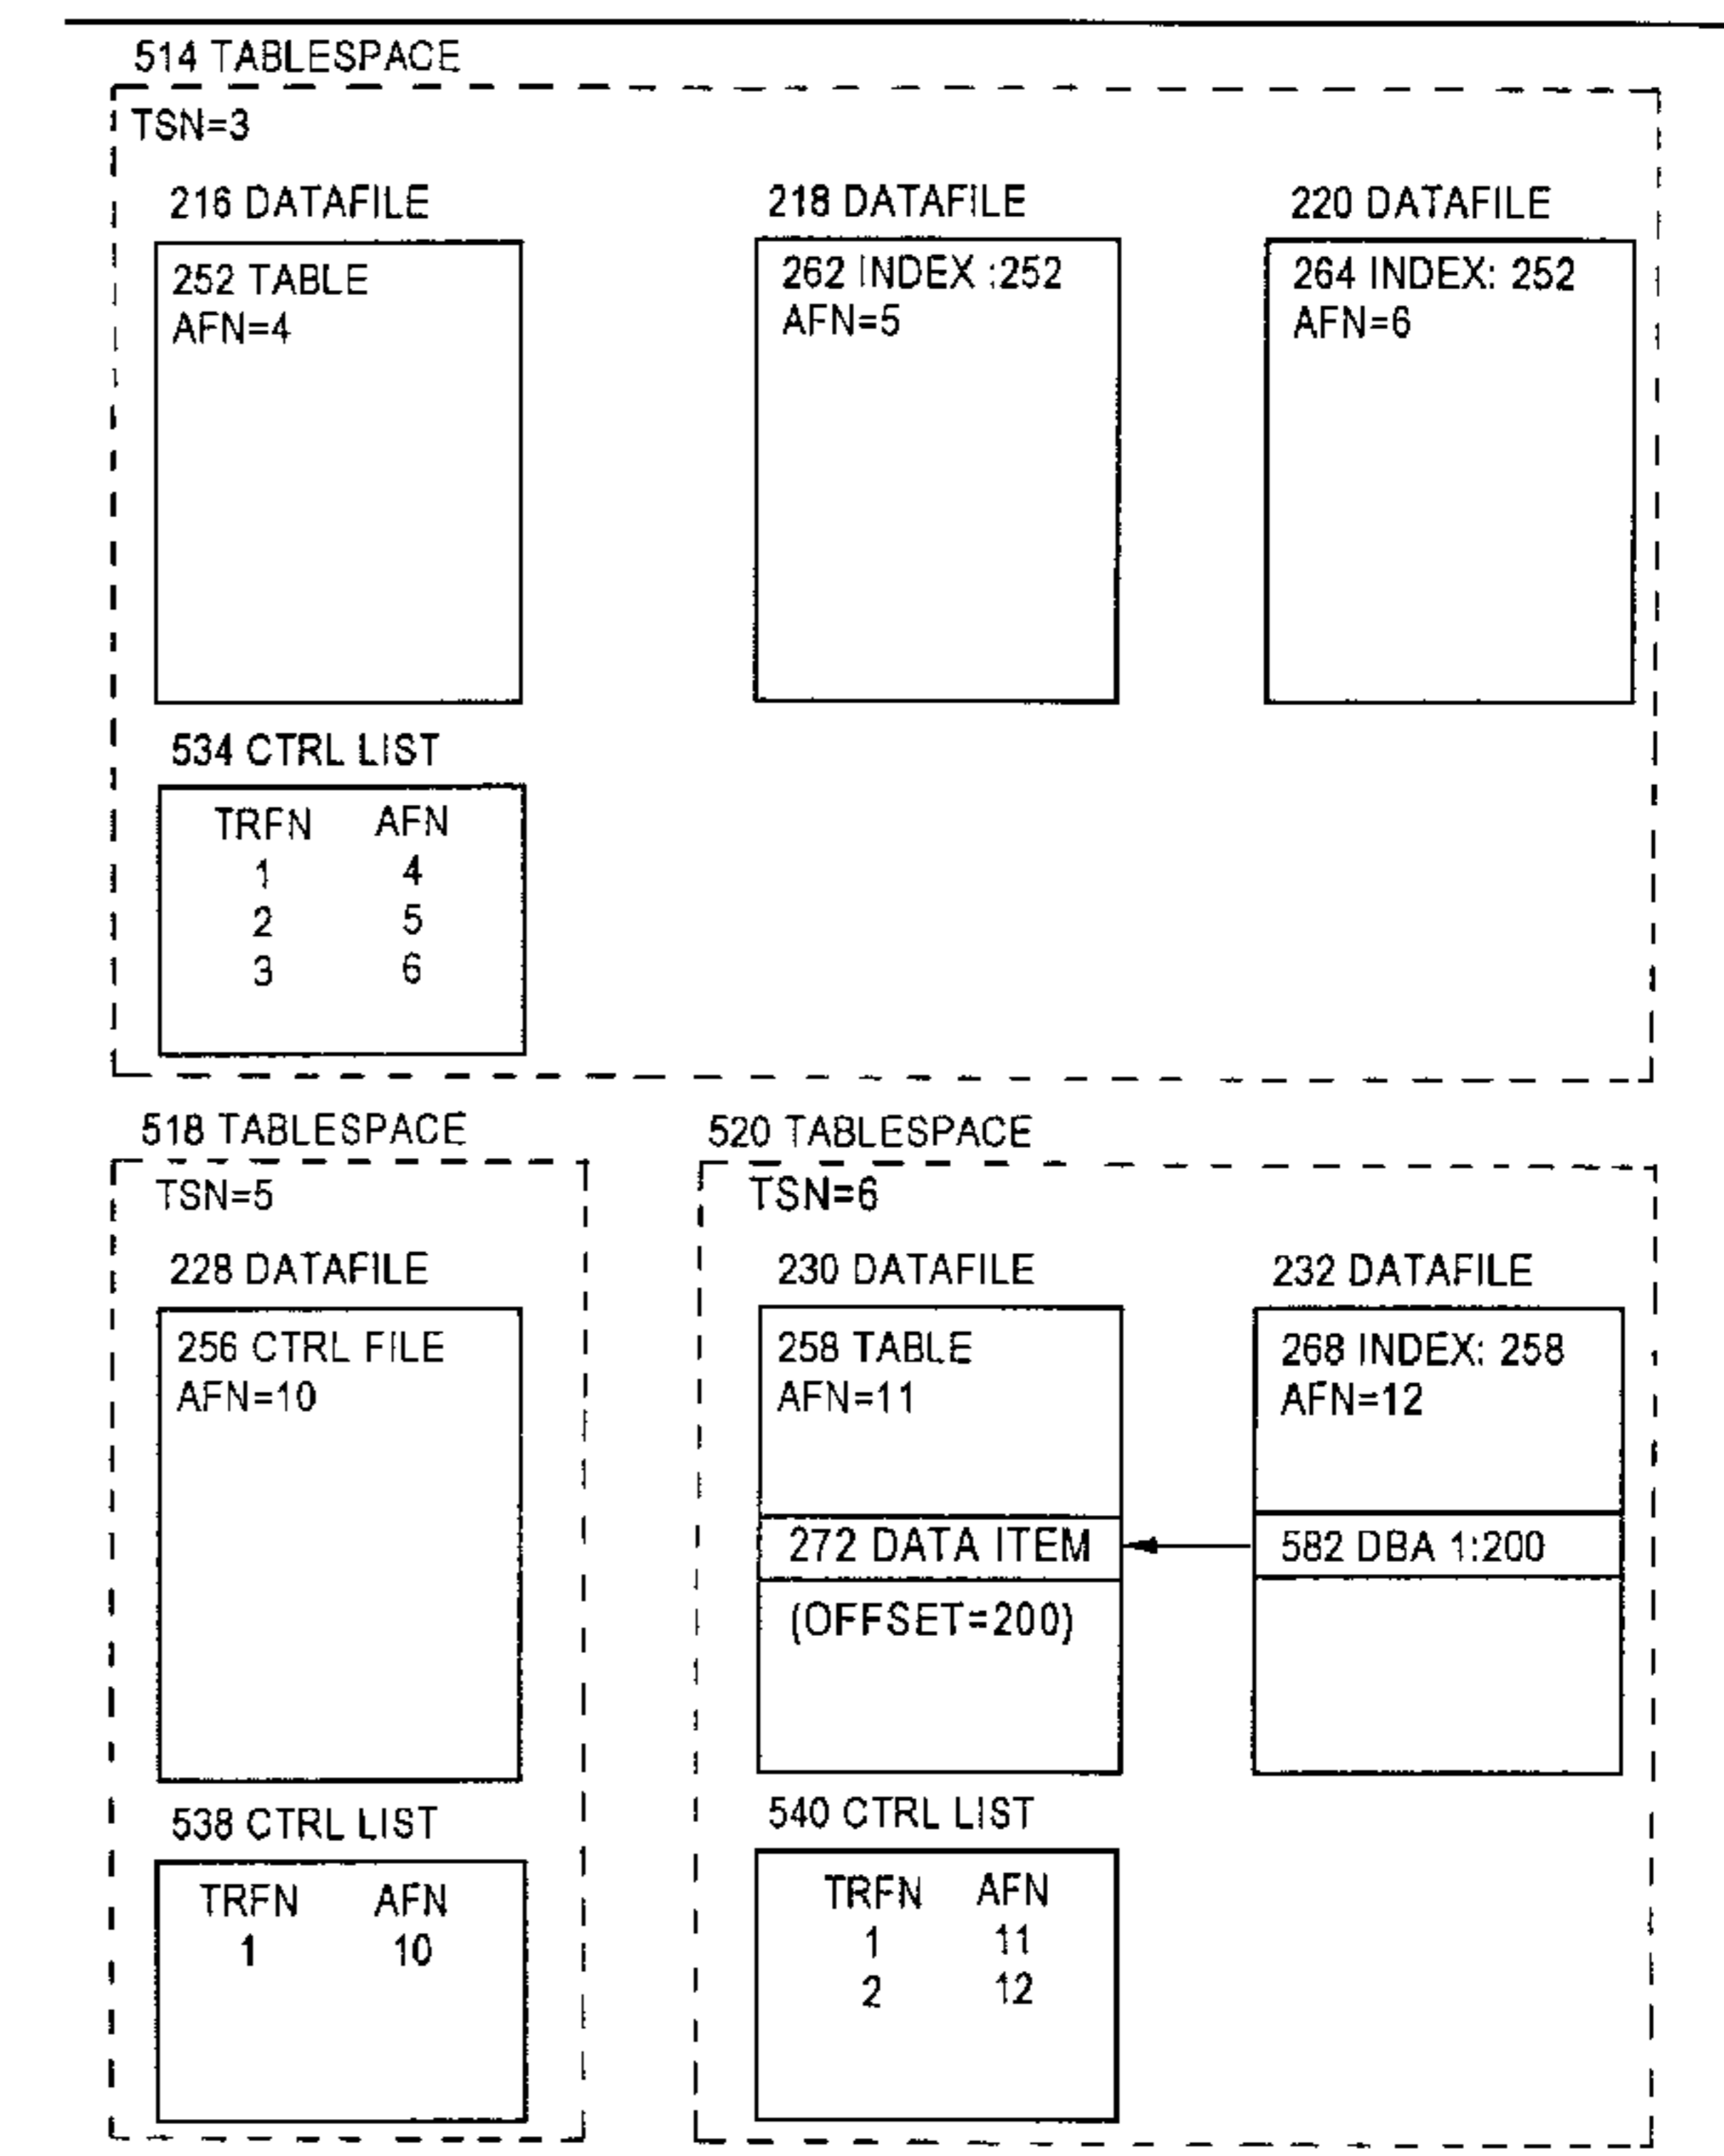 514 TABLESPACE
TSN=3
216 DATAFILE
252 TABLE
AFN=4
218 DATAFILE
262 INDEX :252
AFN=5
220 DATAFILE
264 INDEX: 252
AFN=6
534 CTRL LIST
TRFN AFN
1 4
2 5
3 6
518 TABLESPACE
TSN=5
228 DATAFILE
256 CTRL FILE
AFN=10
538 CTRL LIST
TRFN AFN
1 10
520 TABLESPACE
TSN=6
230 DATAFILE
258 TABLE
AFN=11
272 DATA ITEM
(OFFSET=200)
232 DATAFILE
268 INDEX: 258
AFN=12
582 DBA 1:200
540 CTRL LIST
TRFN AFN
1 11
2 12